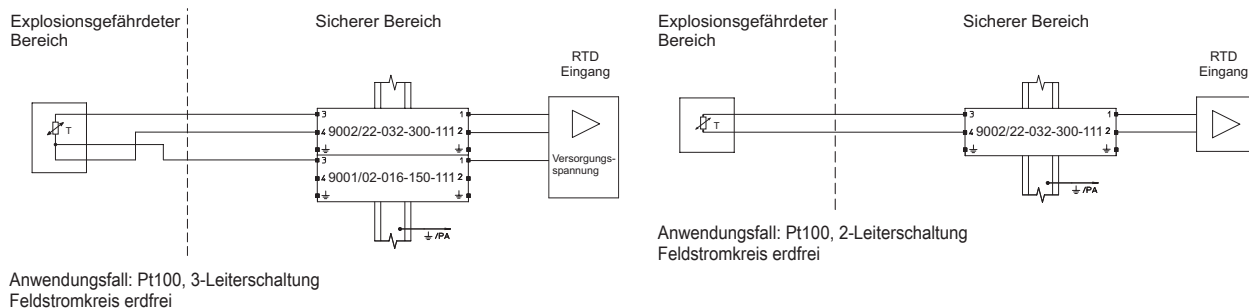 Explosionsgefährdeter
Bereich
Sicherer Bereich
RTD
Eingang
T
3
1
4 9002/22-032-300-111 2
3
1
4 9001/02-016-150-111 2
Versorgungs-
spannung
/PA
Anwendungsfall: Pt100, 3-Leiterschaltung
Feldstromkreis erdfrei
Explosionsgefährdeter
Bereich
Sicherer Bereich
RTD
Eingang
T
3
1
4 9002/22-032-300-111 2
/PA
Anwendungsfall: Pt100, 2-Leiterschaltung
Feldstromkreis erdfrei